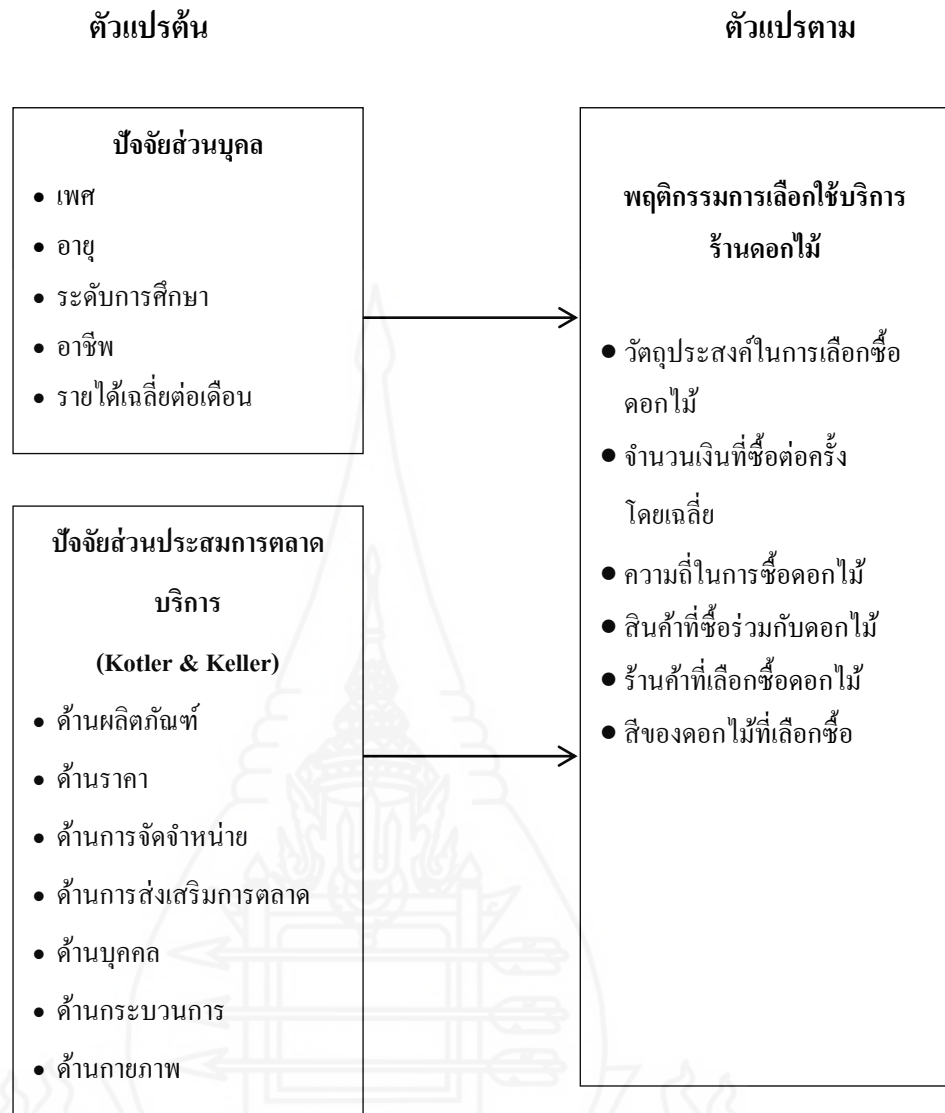 ตัวแปรต้น
ตัวแปรตาม
ปัจจัยส่วนบุคล
• เพศ
• อายุ
• ระดับการศึกษา
• อาชีพ
• รายได้เฉลี่ยต่อเดือน
ปัจจัยส่วนประสมการตลาด
บริการ
(Kotler & Keller)
• ด้านผลิตภัณฑ์
• ด้านราคา
• ด้านการจัดจำหน่าย
• ด้านการส่งเสริมการตลาด
• ด้านบุคคล
• ด้านกระบวนการ
• ด้านกายภาพ
พฤติกรรมการเลือกใช้บริการ
ร้านดอกไม้
• วัตถุประสงค์ในการเลือกซื้อ
ดอกไม้
• จำนวนเงินที่ซื้อต่อครั้ง
โดยเฉลี่ย
• ความถี่ในการซื้อดอกไม้
• สินค้าที่ซื้อร่วมกับดอกไม้
• ร้านค้าที่เลือกซื้อดอกไม้
• สีของดอกไม้ที่เลือกซื้อ